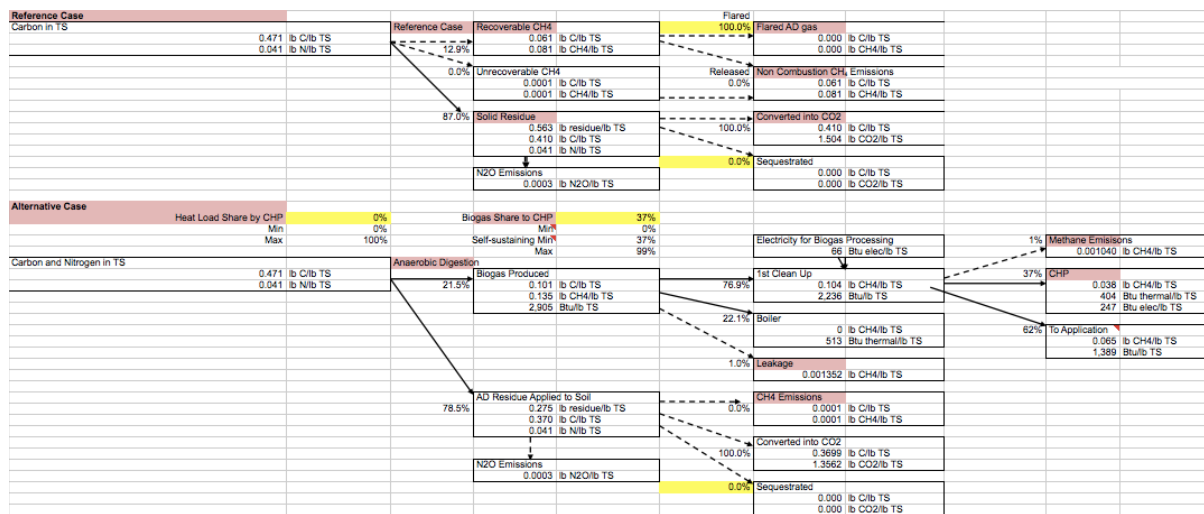 Reference Case
Flared
Carbon in TS Reference Case Recoverable CH4 100.0% Flared AD gas
0.471 lb C/lb TS 0.061 lb C/lb TS 0.000 lb C/lb TS
0.041 lb N/lb TS 12.9% 0.081 lb CH4/lb TS 0.000 lb CH4/lb TS
0.0% Unrecoverable CH4 Released Non Combustion CH4 Emissions
0.0001 lb C/lb TS 0.0% 0.061 lb C/lb TS
0.0001 lb CH4/lb TS 0.081 lb CH4/lb TS
87.0% Solid Residue Converted into CO2
0.563 lb residue/lb TS 100.0% 0.410 lb C/lb TS
0.410 lb C/lb TS 1.504 lb CO2/lb TS
0.041 lb N/lb TS
0.0% Sequestrated
N2O Emissions 0.000 lb C/lb TS
0.0003 lb N2O/lb TS 0.000 lb CO2/lb TS
Alternative Case
Heat Load Share by CHP 0% Biogas Share to CHP 37%
Min 0% Min 0%
Max 100% Self-sustaining Min 37% Electricity for Biogas Processing 1% Methane Emisisons
Max 99% 66 Btu elec/lb TS 0.001040 lb CH4/lb TS
Carbon and Nitrogen in TS Anaerobic Digestion
0.471 lb C/lb TS Biogas Produced 1st Clean Up 37% CHP
0.041 lb N/lb TS 21.5% 0.101 lb C/lb TS 76.9% 0.104 lb CH4/lb TS 0.038 lb CH4/lb TS
0.135 lb CH4/lb TS 2,236 Btu/lb TS 404 Btu thermal/lb TS
2,905 Btu/lb TS 247 Btu elec/lb TS
22.1% Boiler
0 lb CH4/lb TS 62% To Application
513 Btu thermal/lb TS 0.065 lb CH4/lb TS
1,389 Btu/lb TS
1.0% Leakage
0.001352 lb CH4/lb TS
AD Residue Applied to Soil CH4 Emissions
78.5% 0.275 lb residue/lb TS 0.0% 0.0001 lb C/lb TS
0.370 lb C/lb TS 0.0001 lb CH4/lb TS
0.041 lb N/lb TS
Converted into CO2
100.0% 0.3699 lb C/lb TS
N2O Emissions 1.3562 lb CO2/lb TS
0.0003 lb N2O/lb TS
0.0% Sequestrated
0.000 lb C/lb TS
0.000 lb CO2/lb TS